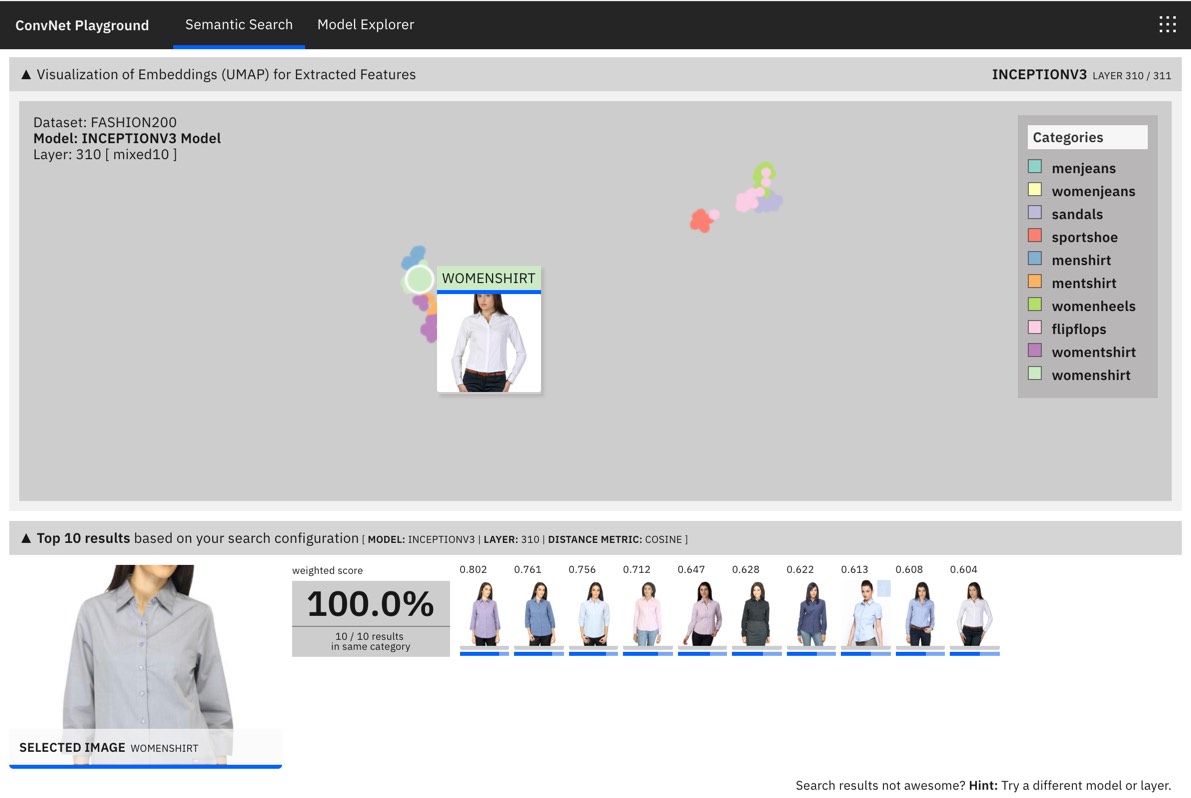 ConvNet Playground Semantic Search Model Explorer
▲ Visualization of Embeddings (UMAP) for Extracted Features INCEPTIONV3 LAYER 310 / 311
Dataset: FASHION200
Model: INCEPTIONV3 Model
Layer: 310 [ mixed10 ]
Categories
menjeans
womenjeans
sandals
sportshoe
menshirt
mentshirt
womenheels
flipflops
womentshirt
womenshirt
WOMENSHIRT
▲ Top 10 results based on your search configuration [ MODEL: INCEPTIONV3 | LAYER: 310 | DISTANCE METRIC: COSINE ]
weighted score
100.0%
10 / 10 results
in same category
0.802 0.761 0.756 0.712 0.647 0.628 0.622 0.613 0.608 0.604
SELECTED IMAGE WOMENSHIRT
Search results not awesome? Hint: Try a different model or layer.